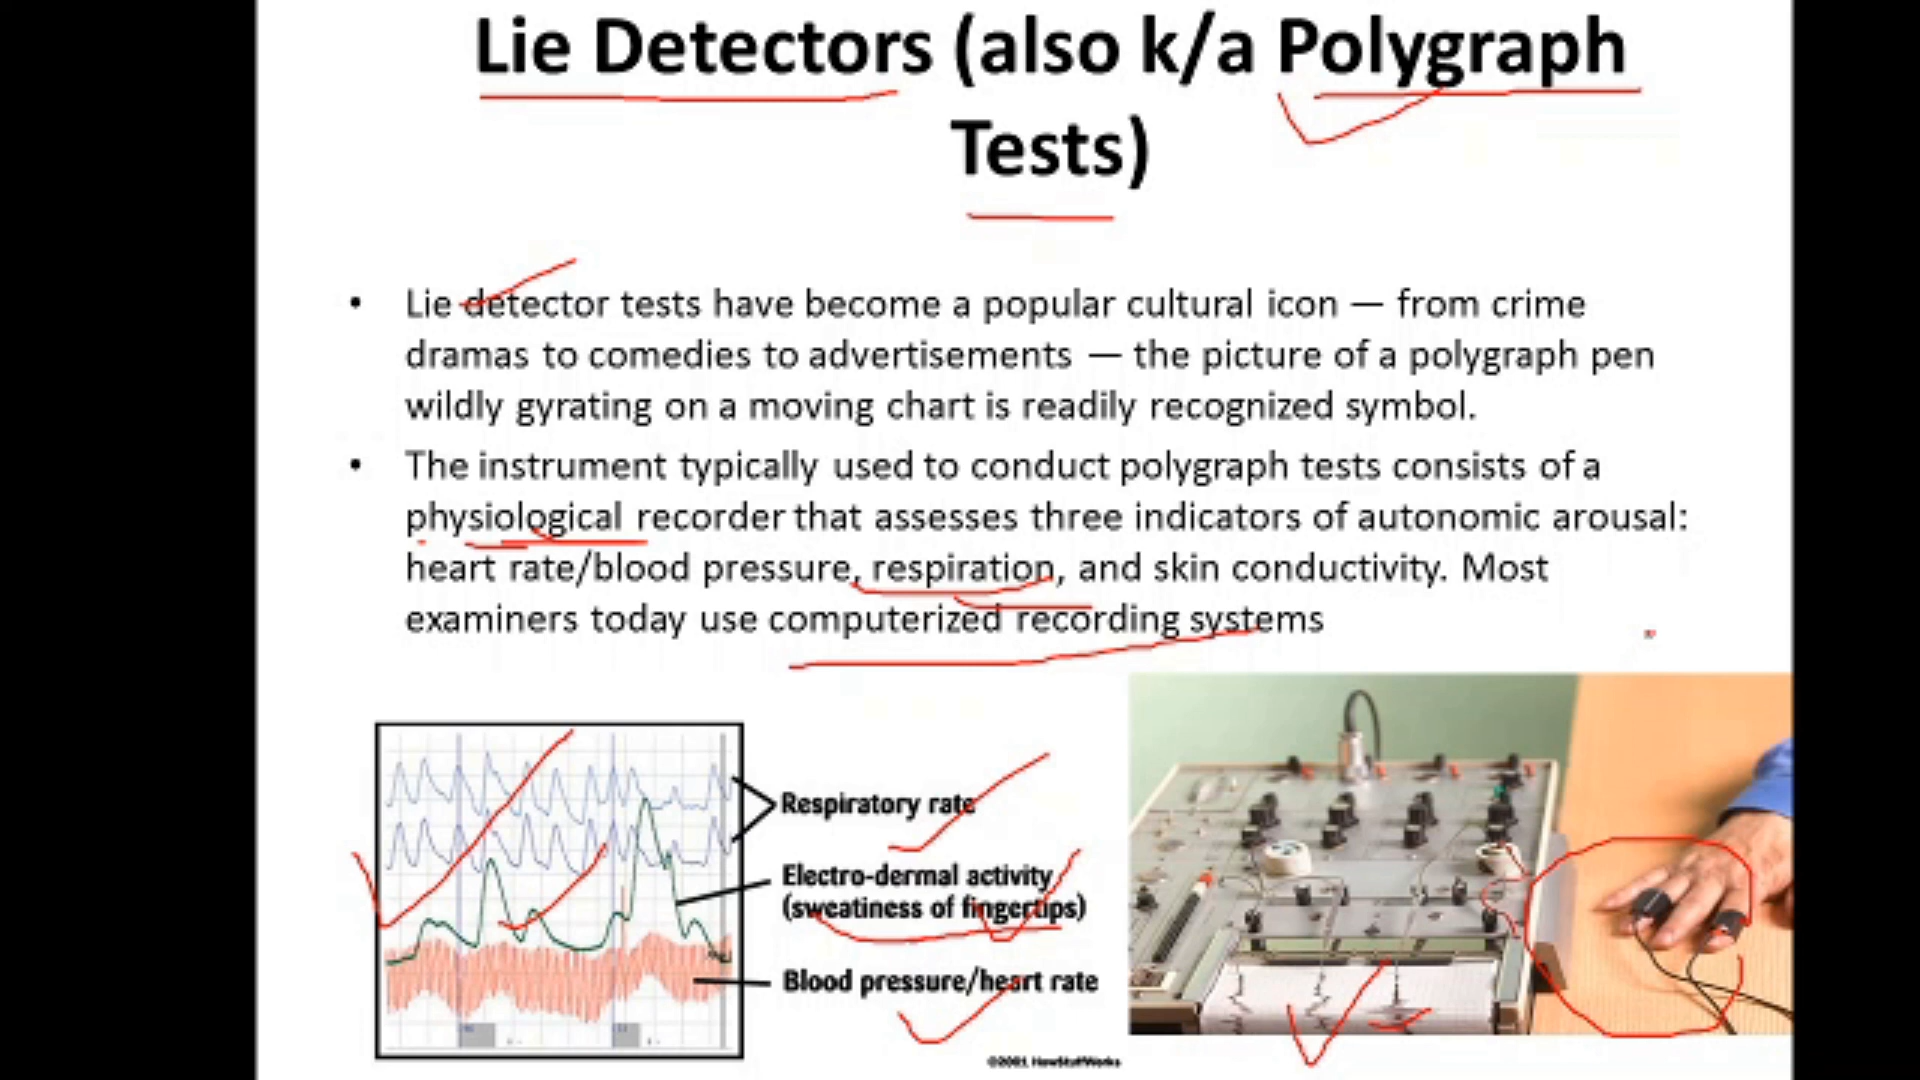 Lie Detectors (also k/a Polygraph
Tests)
• Lie detector tests have become a popular cultural icon — from crime
dramas to comedies to advertisements — the picture of a polygraph pen
wildly gyrating on a moving chart is readily recognized symbol.
• The instrument typically used to conduct polygraph tests consists of a
physiological recorder that assesses three indicators of autonomic arousal:
heart rate/blood pressure, respiration, and skin conductivity. Most
examiners today use computerized recording systems
Respiratory rate
Electro-dermal activity
(sweatiness of fingertips)
Blood pressure/heart rate
©2001 HowStuffWorks